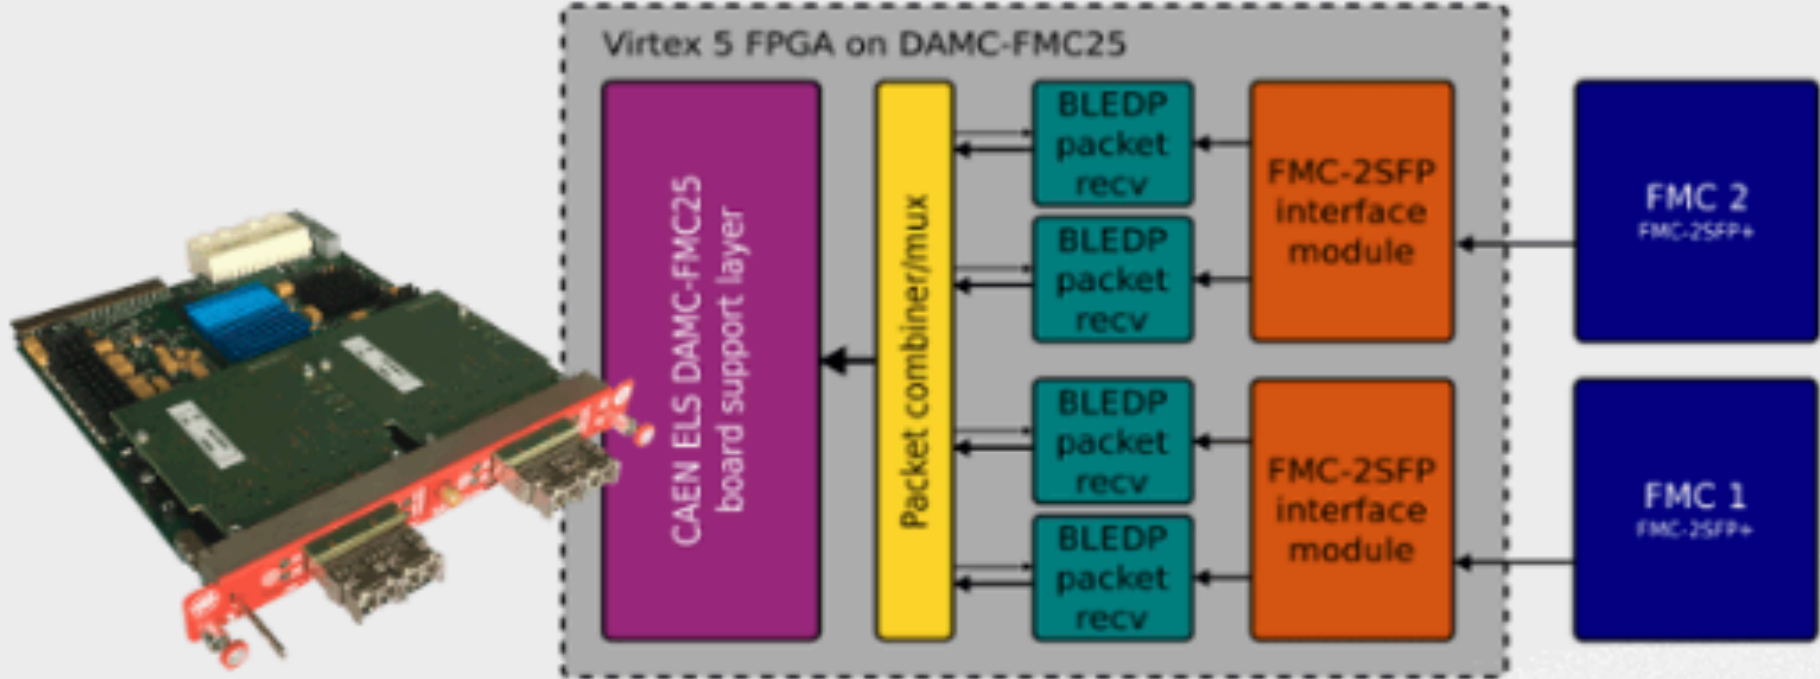 Virtex 5 FPGA on DAMC-FMC25
CAEN ELS DAMC-FMC25
board support layer
Packet combiner/mux
BLEDP
packet
recv
BLEDP
packet
recv
BLEDP
packet
recv
BLEDP
packet
recv
FMC-2SFP
interface
module
FMC-2SFP
interface
module
FMC 2
FMC-2SFP+
FMC 1
FMC-2SFP+